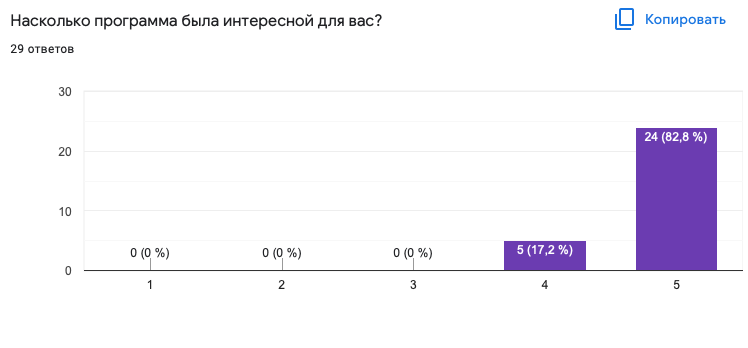 Насколько программа была интересной для вас?
Копировать
29 ответов
30
20
10
0
0 (0 %)
0 (0 %)
0 (0 %)
5 (17,2 %)
24 (82,8 %)
1
2
3
4
5